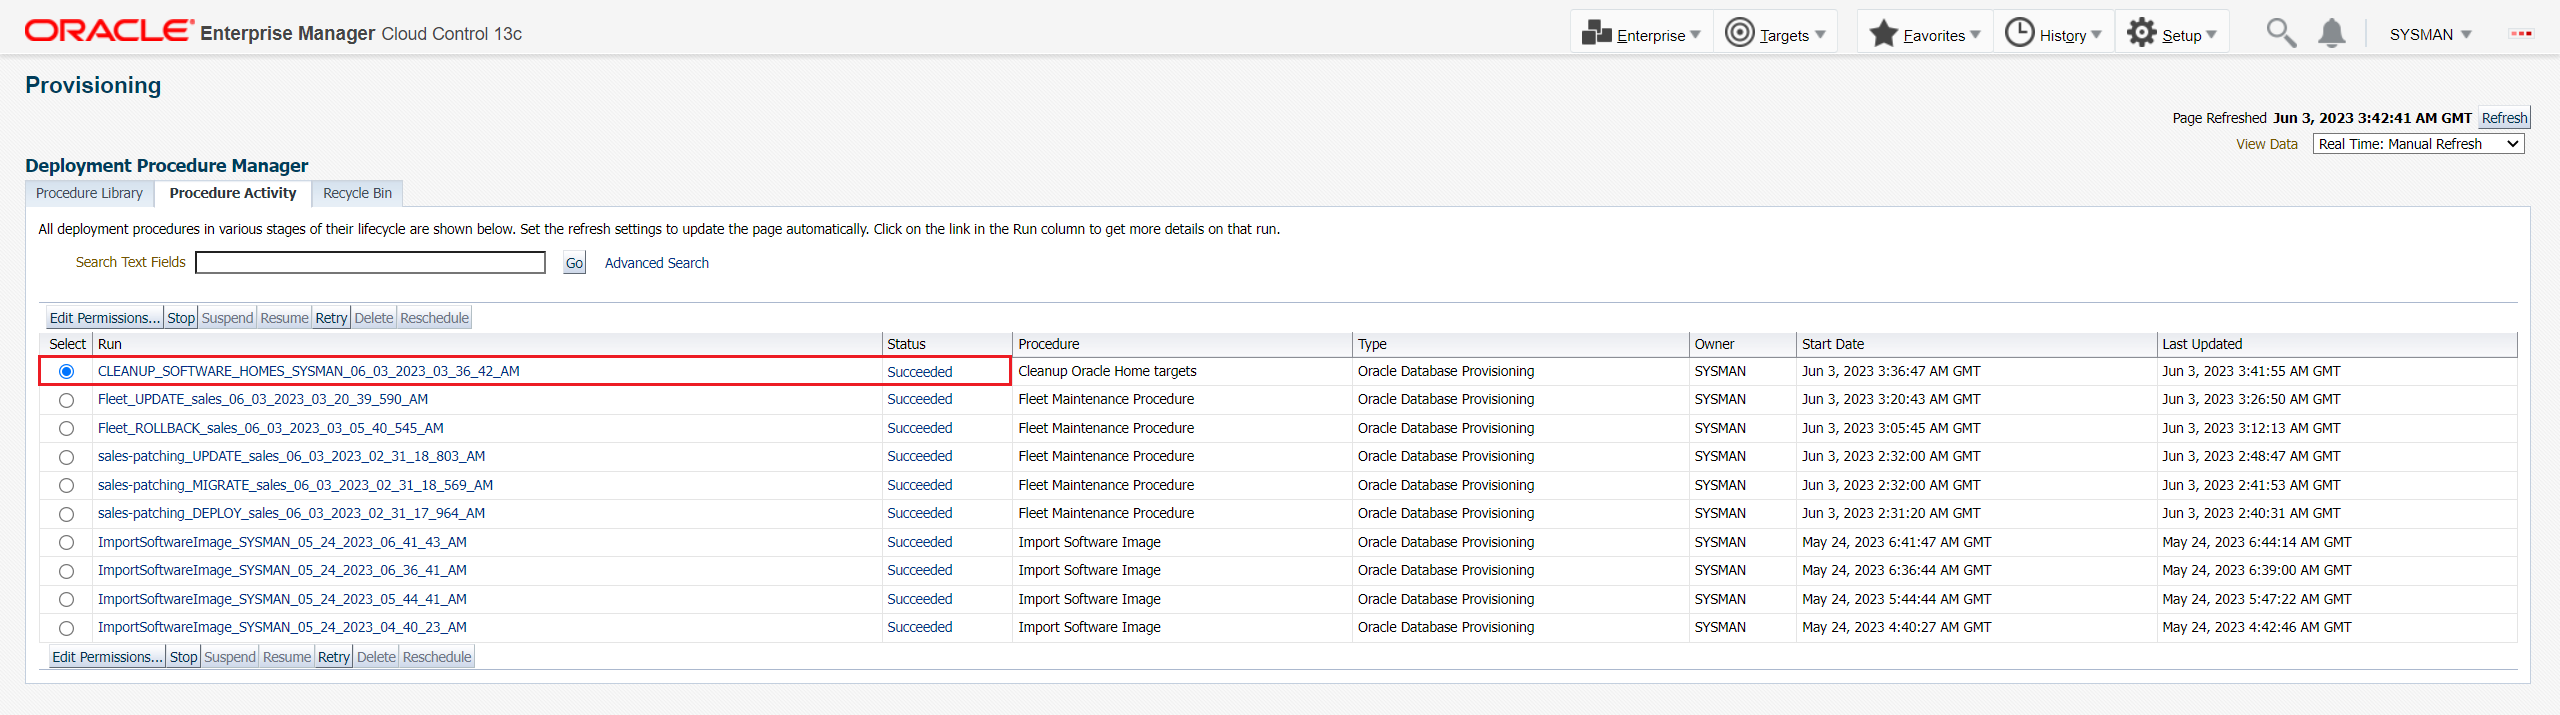 ORACLE Enterprise Manager Cloud Control 13c Enterprise Targets Favorites History Setup SYSMAN
Provisioning
Page Refreshed Jun 3, 2023 3:42:41 AM GMT Refresh
View Data Real Time: Manual Refresh
Deployment Procedure Manager
Procedure Library Procedure Activity Recycle Bin
All deployment procedures in various stages of their lifecycle are shown below. Set the refresh settings to update the page automatically. Click on the link in the Run column to get more details on that run.
Search Text Fields Go Advanced Search
Edit Permissions... Stop Suspend Resume Retry Delete Reschedule
Select Run Status Procedure Type Owner Start Date Last Updated
CLEANUP_SOFTWARE_HOMES_SYSMAN_06_03_2023_03_36_42_AM Succeeded Cleanup Oracle Home targets Oracle Database Provisioning SYSMAN Jun 3, 2023 3:36:47 AM GMT Jun 3, 2023 3:41:55 AM GMT
Fleet_UPDATE_sales_06_03_2023_03_20_39_590_AM Succeeded Fleet Maintenance Procedure Oracle Database Provisioning SYSMAN Jun 3, 2023 3:20:43 AM GMT Jun 3, 2023 3:26:50 AM GMT
Fleet_ROLLBACK_sales_06_03_2023_03_05_40_545_AM Succeeded Fleet Maintenance Procedure Oracle Database Provisioning SYSMAN Jun 3, 2023 3:05:45 AM GMT Jun 3, 2023 3:12:13 AM GMT
sales-patching_UPDATE_sales_06_03_2023_02_31_18_803_AM Succeeded Fleet Maintenance Procedure Oracle Database Provisioning SYSMAN Jun 3, 2023 2:32:00 AM GMT Jun 3, 2023 2:48:47 AM GMT
sales-patching_MIGRATE_sales_06_03_2023_02_31_18_569_AM Succeeded Fleet Maintenance Procedure Oracle Database Provisioning SYSMAN Jun 3, 2023 2:32:00 AM GMT Jun 3, 2023 2:41:53 AM GMT
sales-patching_DEPLOY_sales_06_03_2023_02_31_17_964_AM Succeeded Fleet Maintenance Procedure Oracle Database Provisioning SYSMAN Jun 3, 2023 2:31:20 AM GMT Jun 3, 2023 2:40:31 AM GMT
ImportSoftwareImage_SYSMAN_05_24_2023_06_41_43_AM Succeeded Import Software Image Oracle Database Provisioning SYSMAN May 24, 2023 6:41:47 AM GMT May 24, 2023 6:44:14 AM GMT
ImportSoftwareImage_SYSMAN_05_24_2023_06_36_41_AM Succeeded Import Software Image Oracle Database Provisioning SYSMAN May 24, 2023 6:36:44 AM GMT May 24, 2023 6:39:00 AM GMT
ImportSoftwareImage_SYSMAN_05_24_2023_05_44_41_AM Succeeded Import Software Image Oracle Database Provisioning SYSMAN May 24, 2023 5:44:44 AM GMT May 24, 2023 5:47:22 AM GMT
ImportSoftwareImage_SYSMAN_05_24_2023_04_40_23_AM Succeeded Import Software Image Oracle Database Provisioning SYSMAN May 24, 2023 4:40:27 AM GMT May 24, 2023 4:42:46 AM GMT
Edit Permissions... Stop Suspend Resume Retry Delete Reschedule